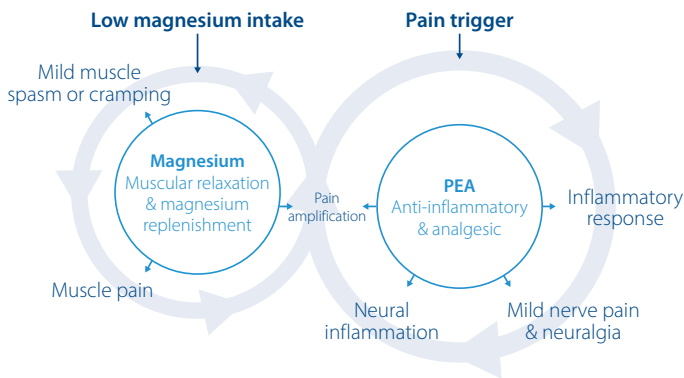 Low magnesium intake
Pain trigger
Mild muscle
spasm or cramping
Magnesium
Muscular relaxation
& magnesium
replenishment
Muscle pain
Pain
amplification
PEA
Anti-inflammatory
& analgesic
Inflammatory
response
Neural
inflammation
Mild nerve pain
& neuralgia